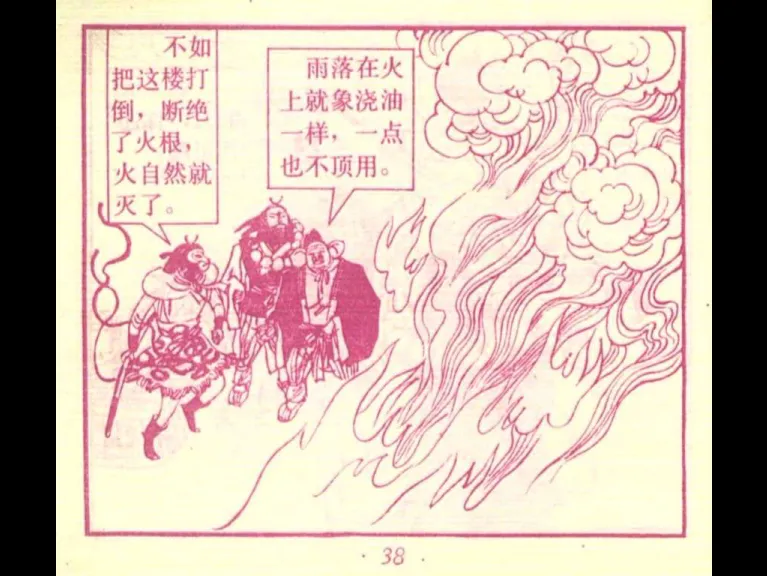 不如
把这楼打
倒，断绝
了火根，
火自然就
灭了。
雨落在火
上就象浇油
一样，一点
也不顶用。
· 38 ·